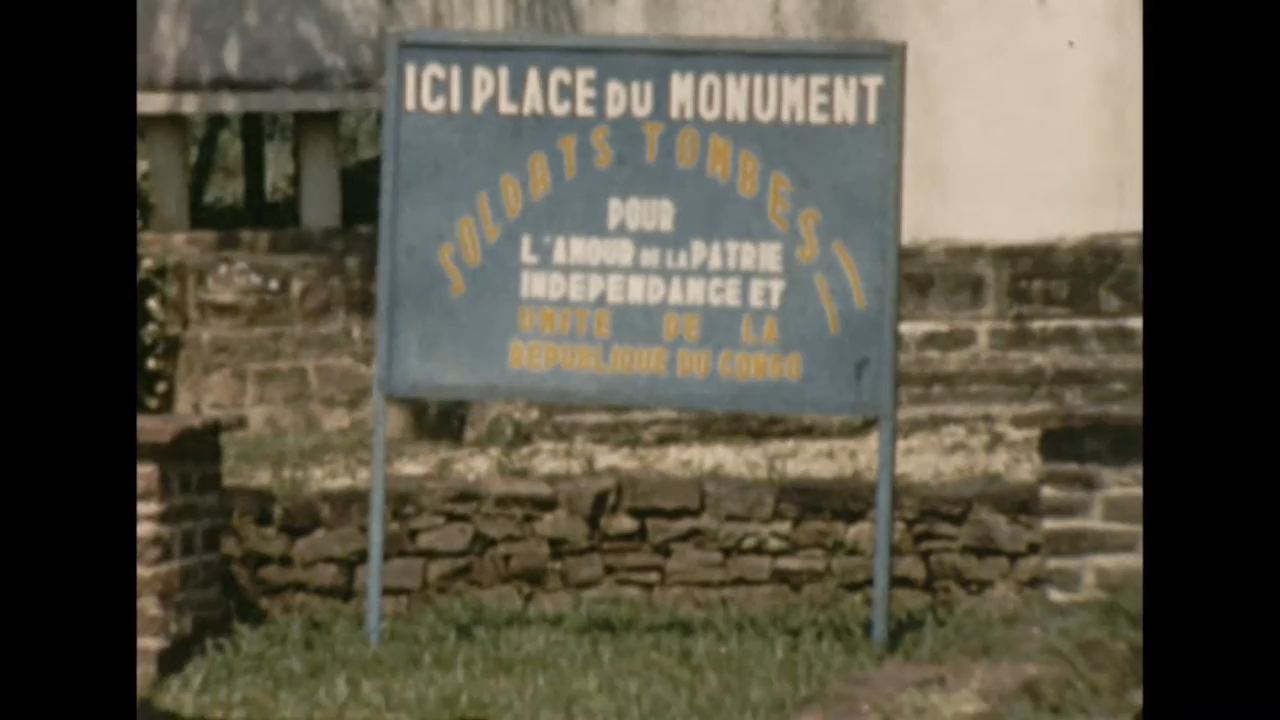 ICI PLACE DU MONUMENT
SOLDATS TOMBES
POUR
L'AMOUR DE LA PATRIE
INDEPENDANCE ET
UNITE DE LA
REPUBLIQUE DU CONGO